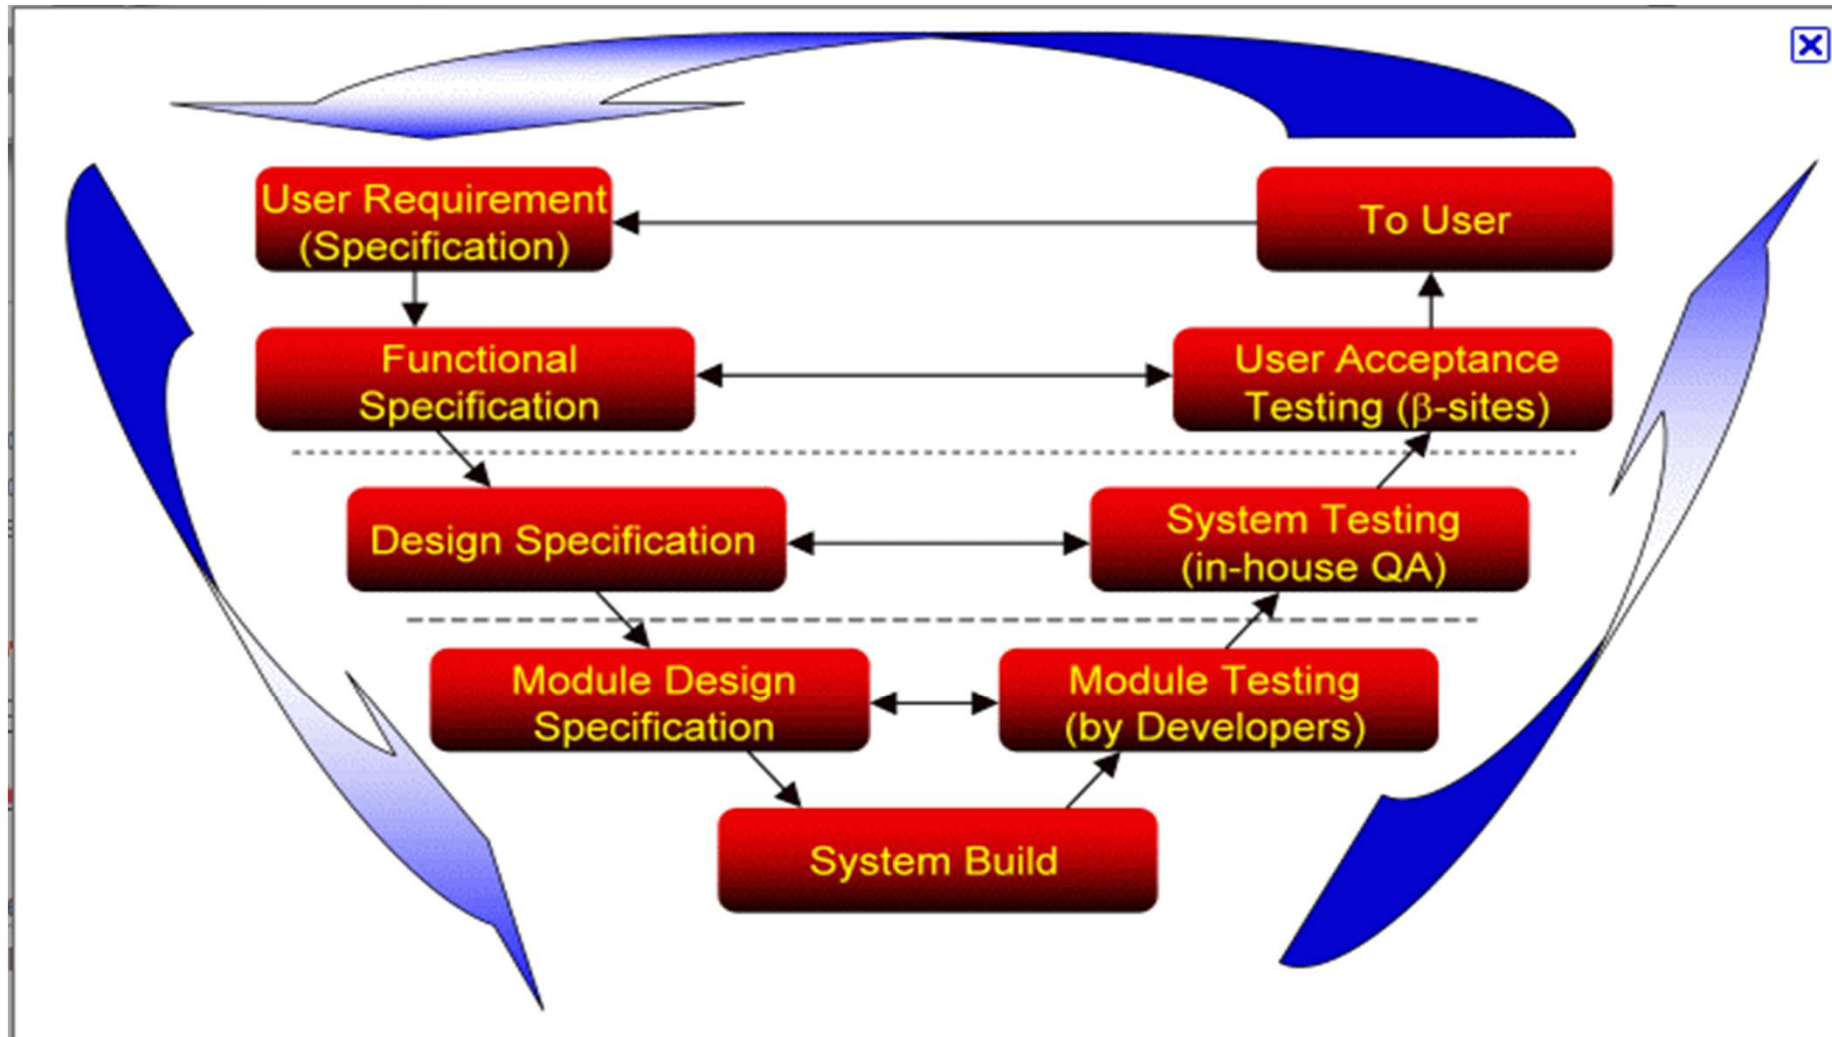 User Requirement
(Specification)
To User
Functional
Specification
User Acceptance
Testing (β-sites)
Design Specification
System Testing
(in-house QA)
Module Design
Specification
Module Testing
(by Developers)
System Build